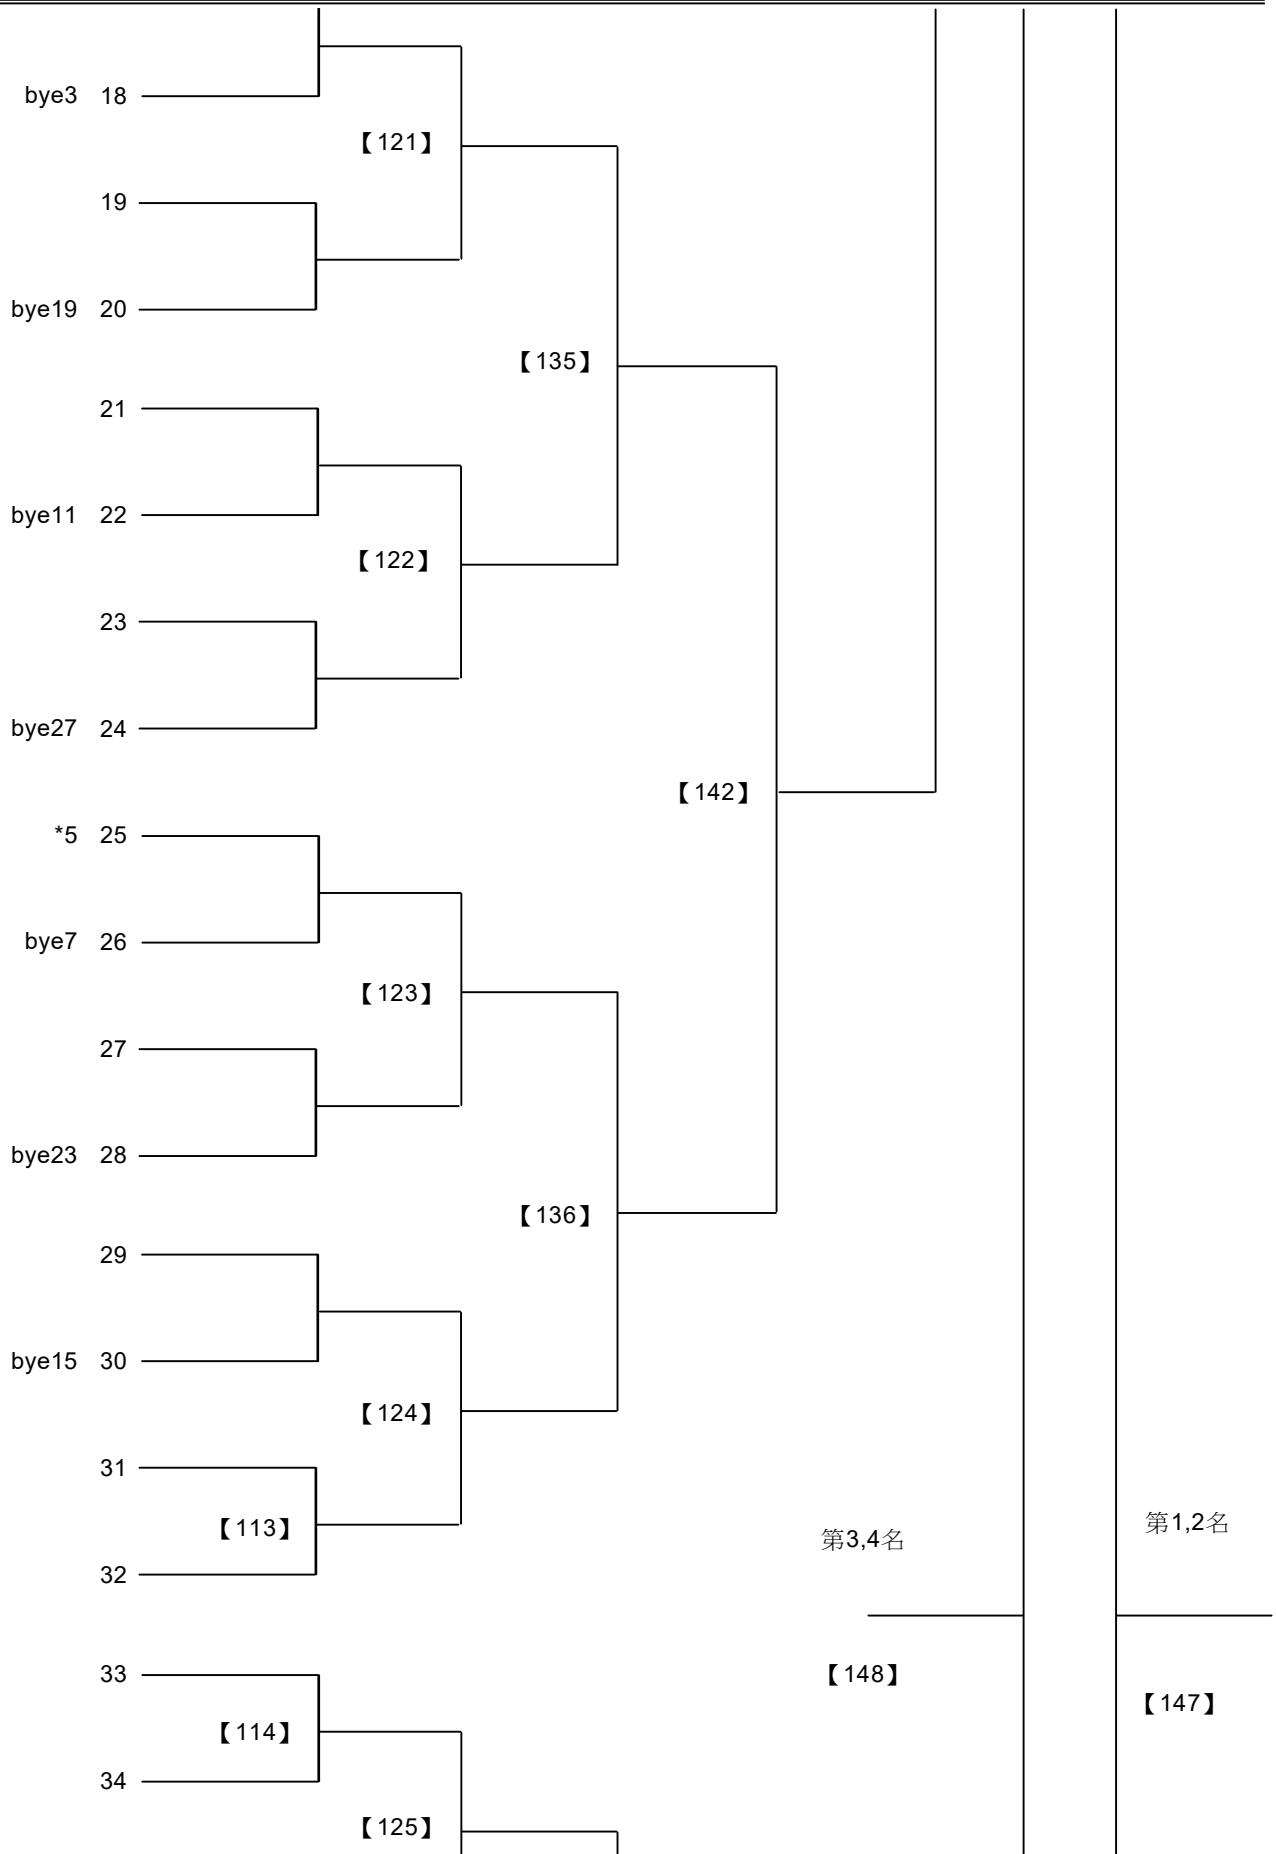 bye3 18
【121】
19
bye19 20
【135】
21
bye11 22
【122】
23
bye27 24
【142】
*5 25
bye7 26
【123】
27
bye23 28
【136】
29
bye15 30
【124】
31
【113】
第3,4名
第1,2名
32
33
【148】
【147】
【114】
34
【125】